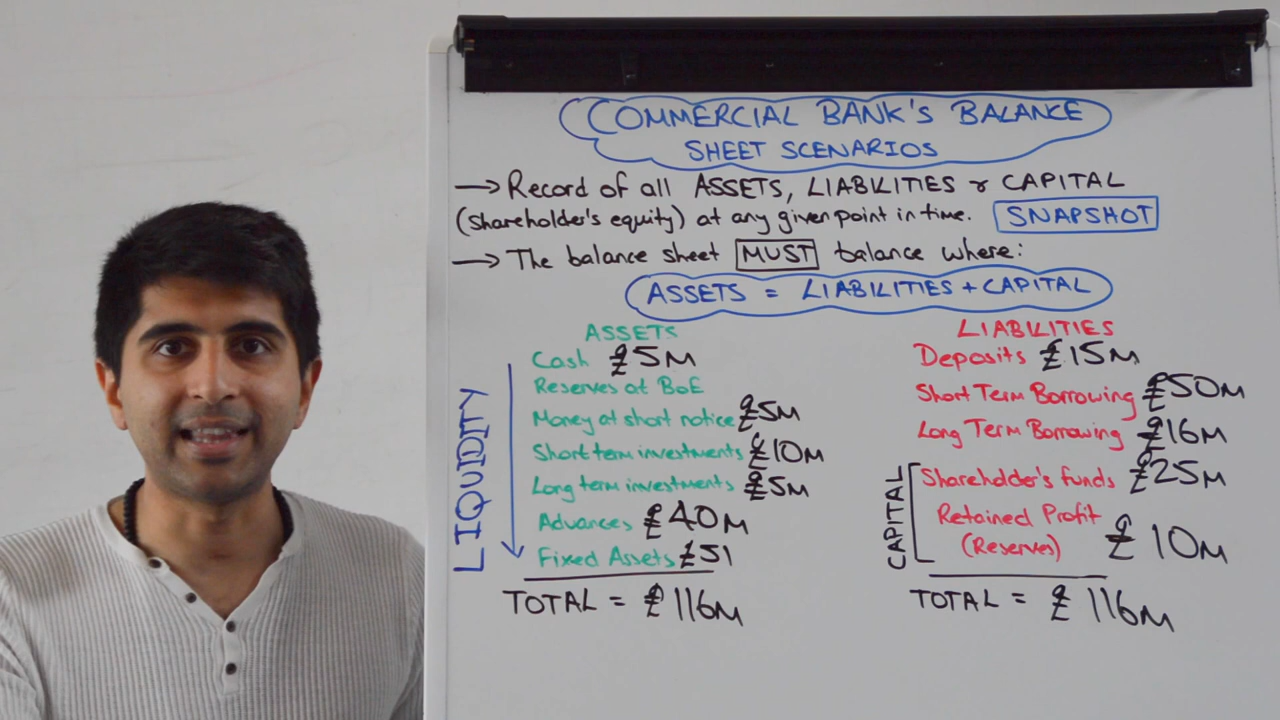 COMMERCIAL BANK'S BALANCE
SHEET SCENARIOS
→ Record of all ASSETS, LIABILITIES & CAPITAL
(Shareholder's equity) at any given point in time. SNAPSHOT
→ The balance sheet MUST balance where:
ASSETS = LIABILITIES + CAPITAL
LIQUDITY
ASSETS
Cash £5M
Reserves at BoE
Money at short notice £5M
Short term investments £10M
Long term investments £5M
Advances £40M
Fixed Assets £51
TOTAL = £116M
LIABILITIES
Deposits £15M
Short Term Borrowing £50M
Long Term Borrowing £16M
CAPITAL
Shareholder's funds £25M
Retained Profit
(Reserves) £10M
TOTAL = £116M